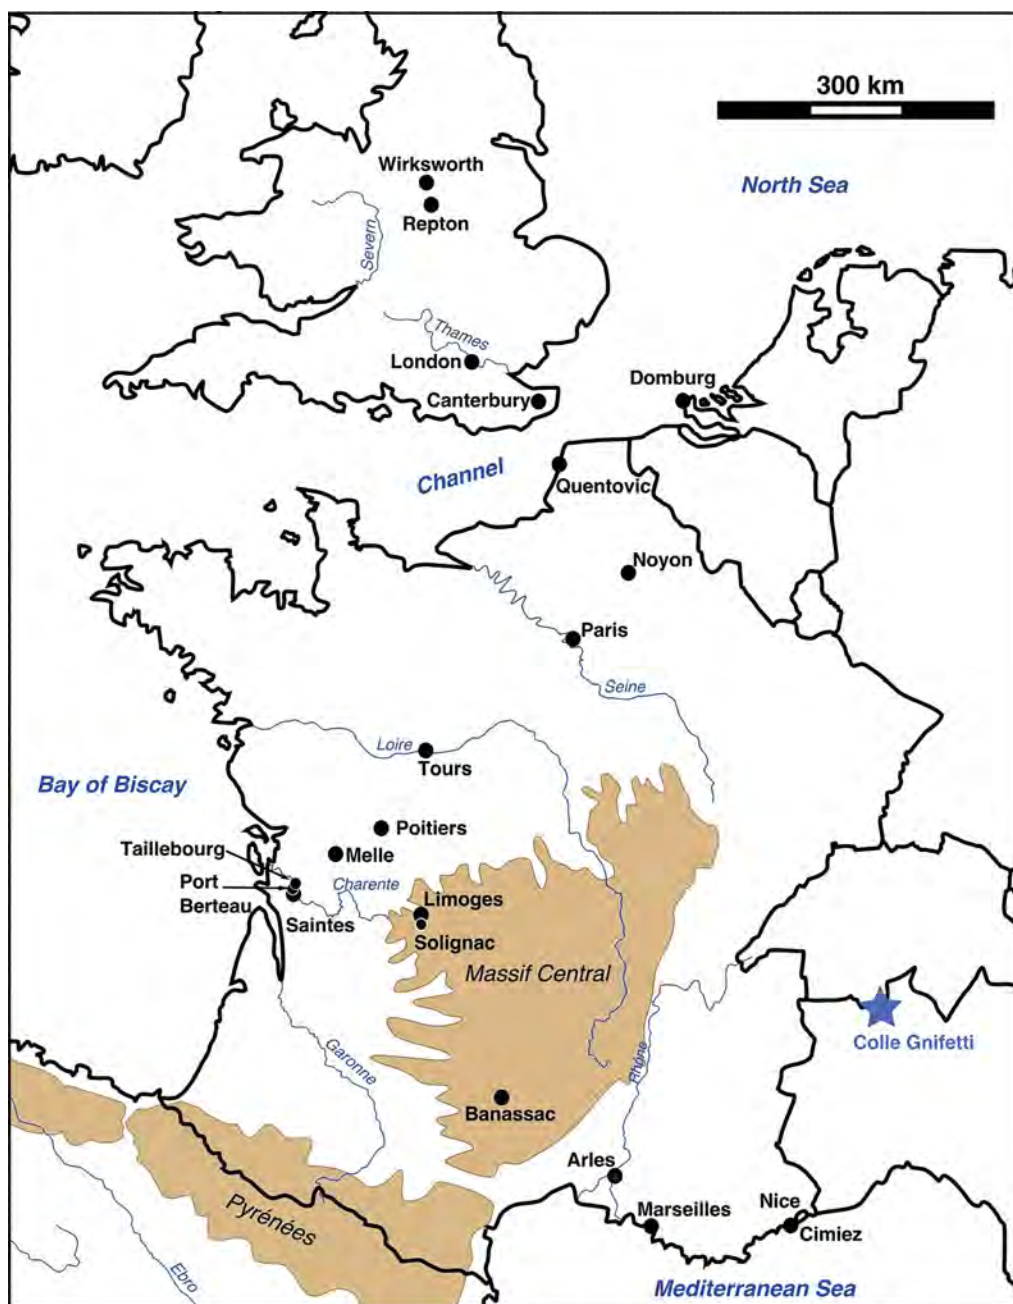 300 km
Wirksworth
North Sea
Repton
Severn
Thames
London
Domburg
Canterbury
Channel
Quentovic
Noyon
Paris
Seine
Loire
Tours
Bay of Biscay
Poitiers
Taillebourg
Melle
Port
Berteau
Charente
Limoges
Saintes
Solignac
Massif Central
Colle Gnifetti
Garonne
Rhône
Banassac
Arles
Pyrénées
Marseilles
Nice
Cimiez
Ebro
Mediterranean Sea